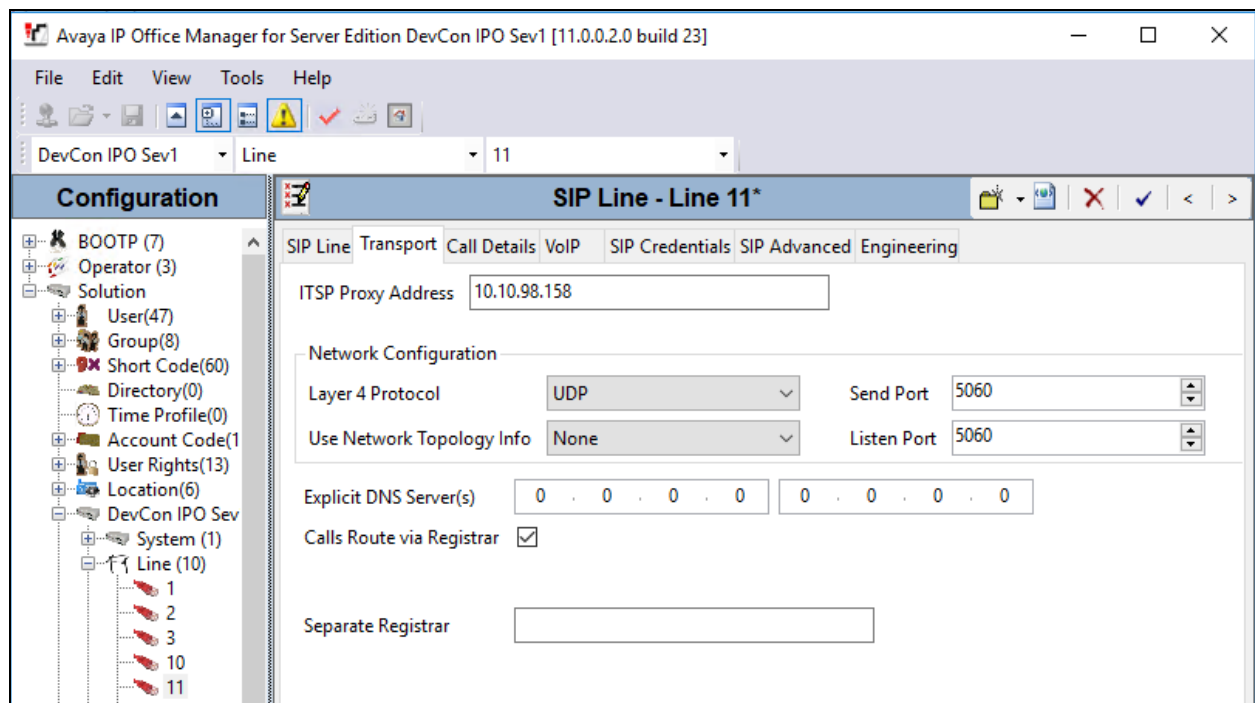 Avaya IP Office Manager for Server Edition DevCon IPO Sev1 [11.0.0.2.0 build 23]
File Edit View Tools Help
DevCon IPO Sev1 Line 11
Configuration
SIP Line - Line 11*
BOOTP (7)
Operator (3)
Solution
User(47)
Group(8)
Short Code(60)
Directory(0)
Time Profile(0)
Account Code(1
User Rights(13)
Location(6)
DevCon IPO Sev
System (1)
Line (10)
1
2
3
10
11
SIP Line Transport Call Details VoIP SIP Credentials SIP Advanced Engineering
ITSP Proxy Address 10.10.98.158
Network Configuration
Layer 4 Protocol UDP Send Port 5060
Use Network Topology Info None Listen Port 5060
Explicit DNS Server(s) 0 . 0 . 0 . 0 0 . 0 . 0 . 0
Calls Route via Registrar
Separate Registrar